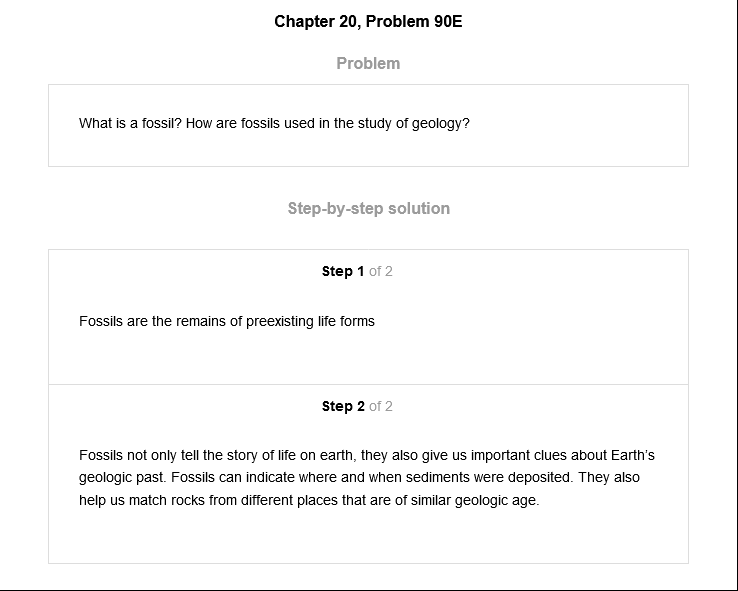 Chapter 20, Problem 90E
Problem
What is a fossil? How are fossils used in the study of geology?
Step-by-step solution
Step 1 of 2
Fossils are the remains of preexisting life forms
Step 2 of 2
Fossils not only tell the story of life on earth, they also give us important clues about Earth's
geologic past. Fossils can indicate where and when sediments were deposited. They also
help us match rocks from different places that are of similar geologic age.